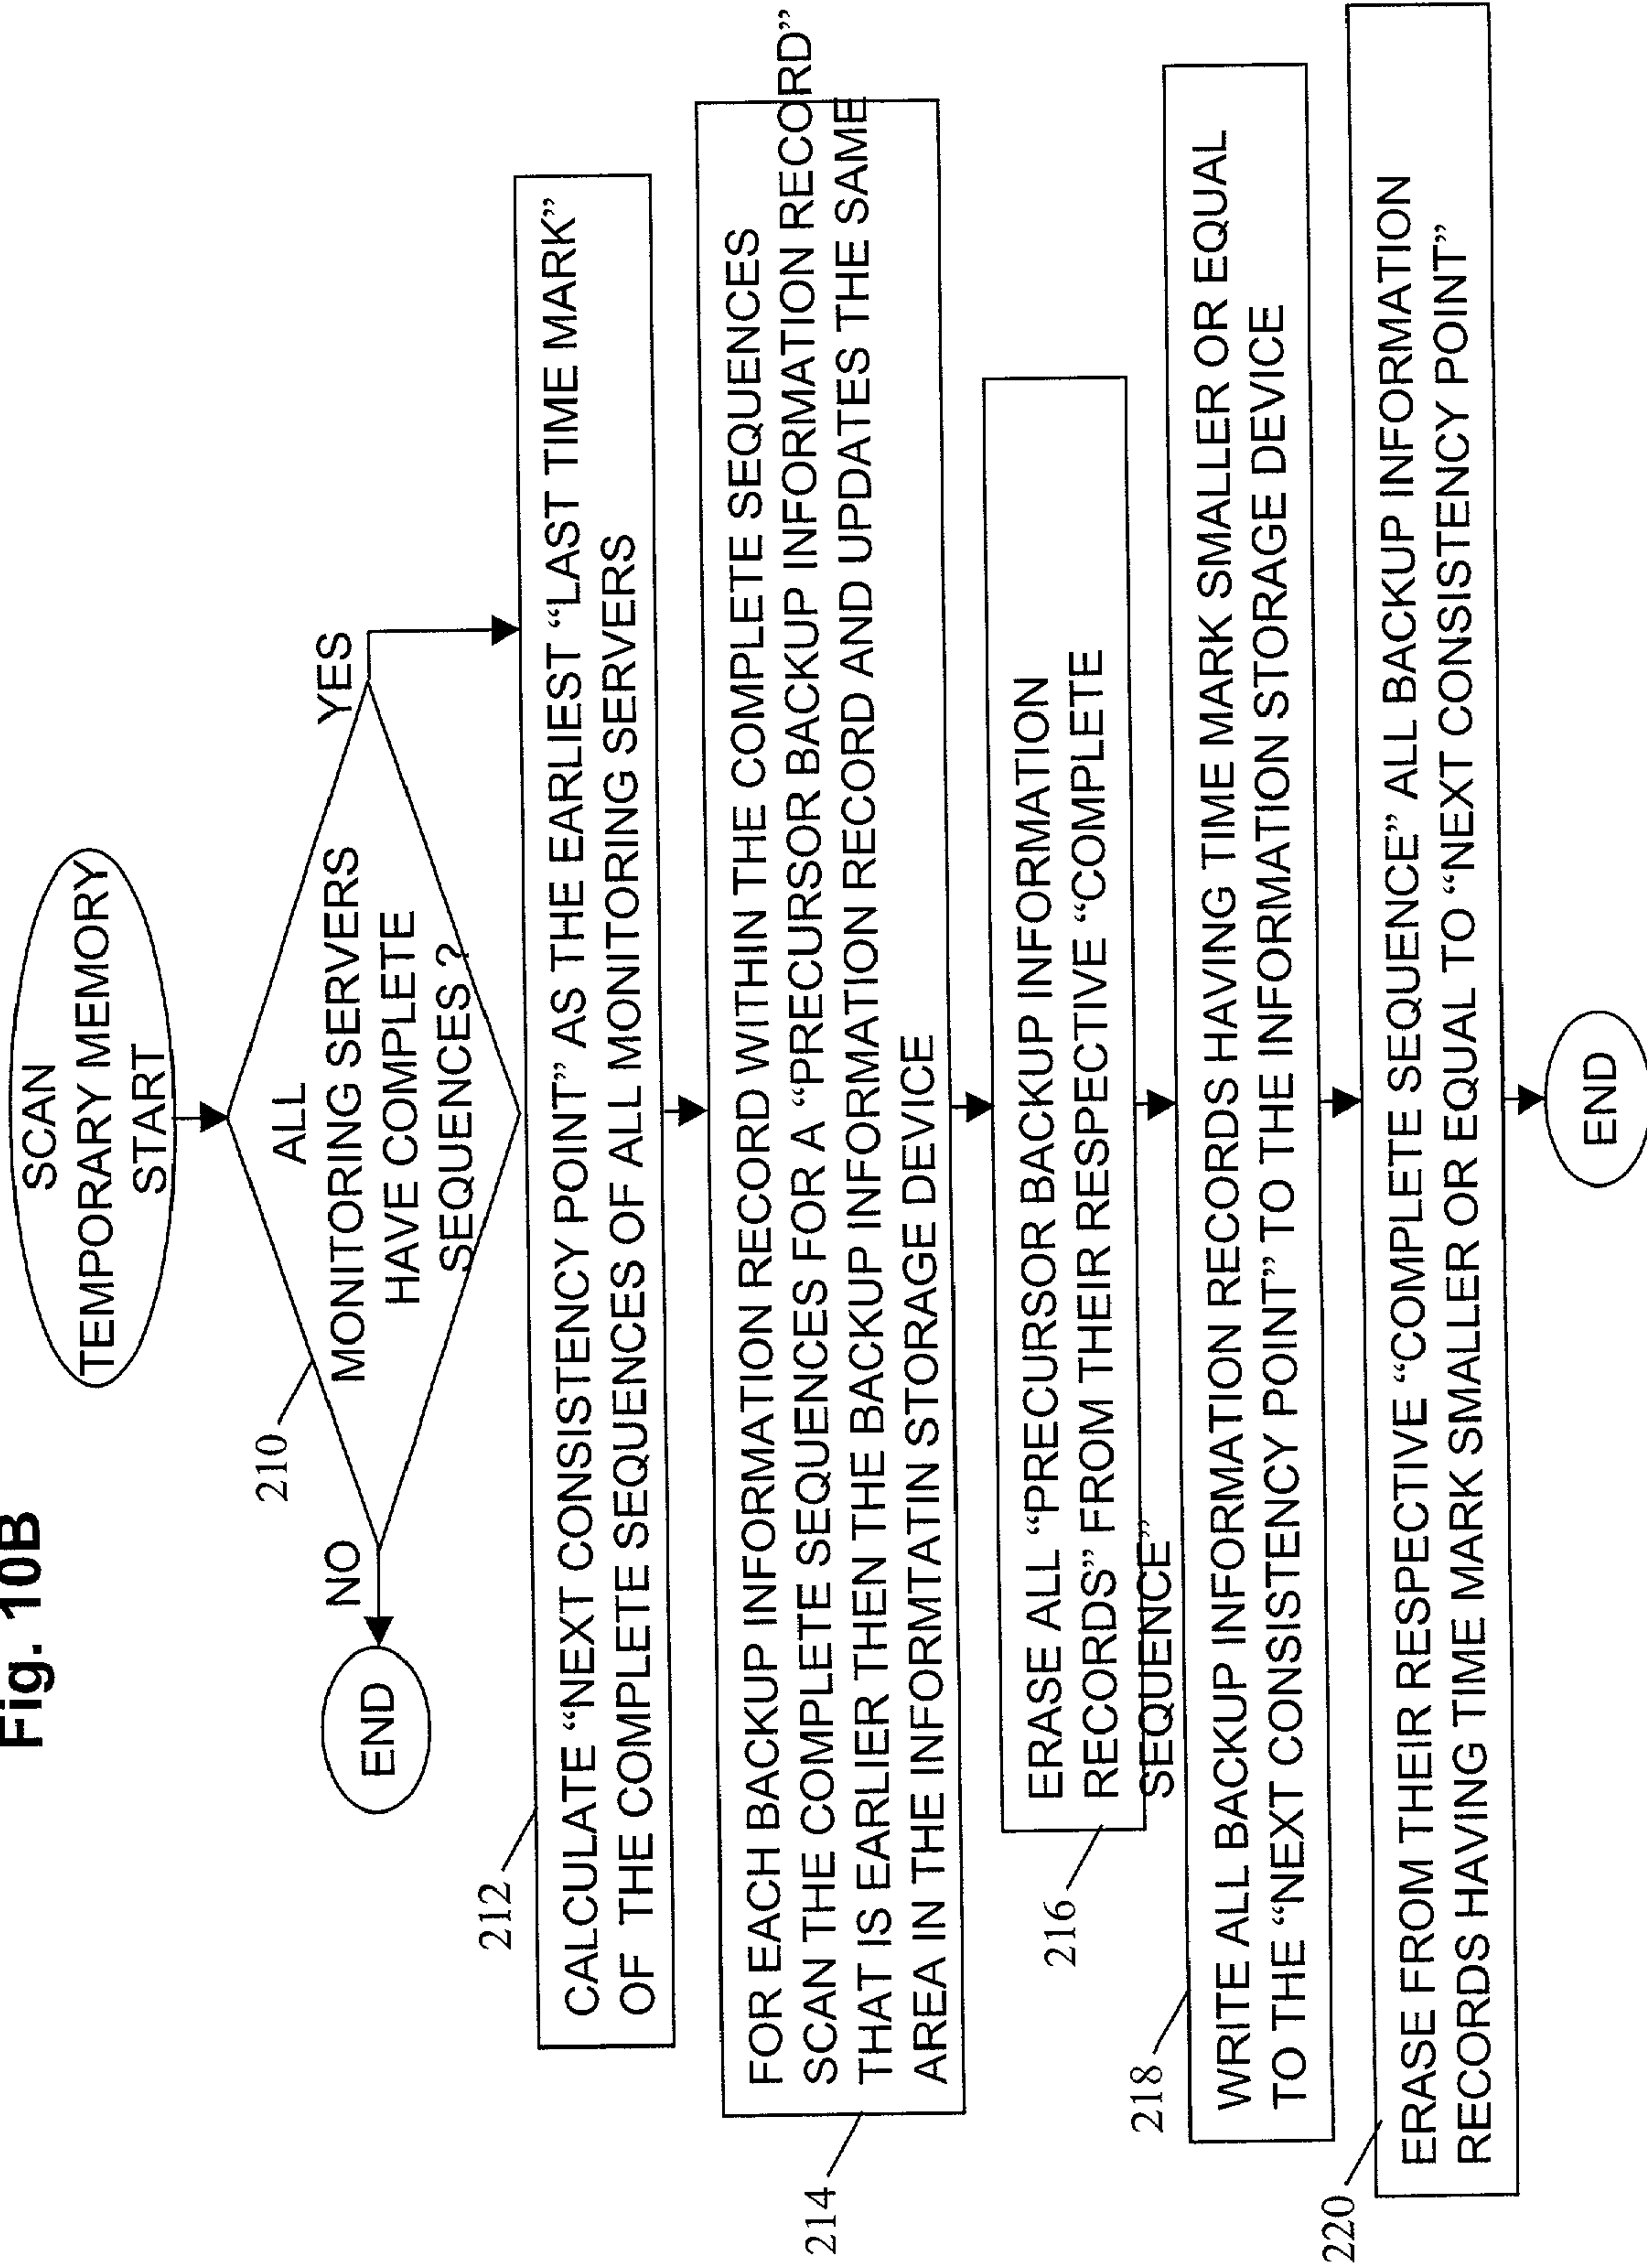 Fig. 10B
SCAN
TEMPORARY MEMORY
START
210
ALL
MONITORING SERVERS
HAVE COMPLETE
SEQUENCES ?
NO
YES
END
212
CALCULATE “NEXT CONSISTENCY POINT” AS THE EARLIEST “LAST TIME MARK”
OF THE COMPLETE SEQUENCES OF ALL MONITORING SERVERS
214
FOR EACH BACKUP INFORMATION RECORD WITHIN THE COMPLETE SEQUENCES
SCAN THE COMPLETE SEQUENCES FOR A “PRECURSOR BACKUP INFORMATION RECORD”
THAT IS EARLIER THEN THE BACKUP INFORMATION RECORD AND UPDATES THE SAME
AREA IN THE INFORMTATIN STORAGE DEVICE
216
ERASE ALL “PRECURSOR BACKUP INFORMATION
RECORDS” FROM THEIR RESPECTIVE “COMPLETE
SEQUENCE”
218
WRITE ALL BACKUP INFORMATION RECORDS HAVING TIME MARK SMALLER OR EQUAL
TO THE “NEXT CONSISTENCY POINT” TO THE INFORMATION STORAGE DEVICE
220
ERASE FROM THEIR RESPECTIVE “COMPLETE SEQUENCE” ALL BACKUP INFORMATION
RECORDS HAVING TIME MARK SMALLER OR EQUAL TO “NEXT CONSISTENCY POINT”
END